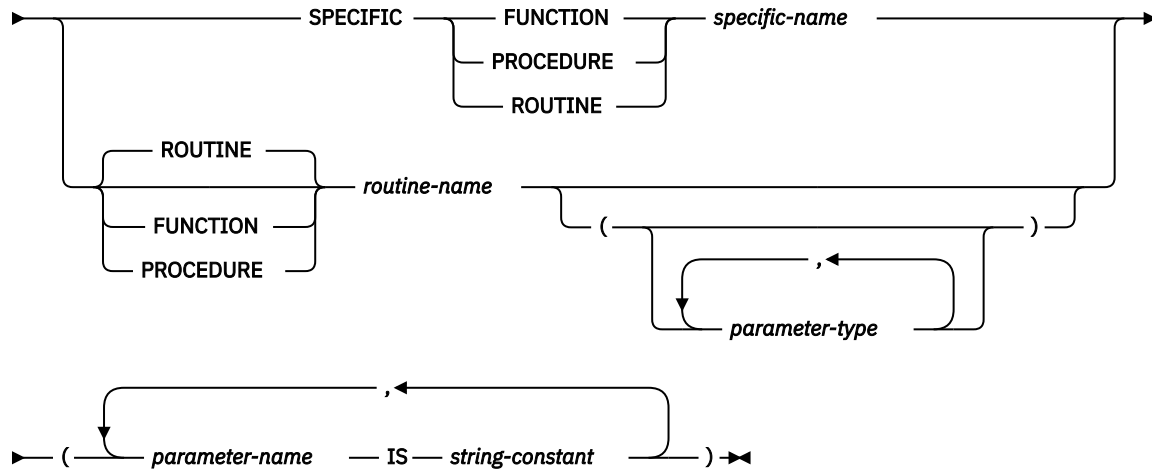 SPECIFIC FUNCTION specific-name
PROCEDURE
ROUTINE
ROUTINE
routine-name
FUNCTION ( )
PROCEDURE
,
parameter-type
,
( parameter-name IS string-constant )